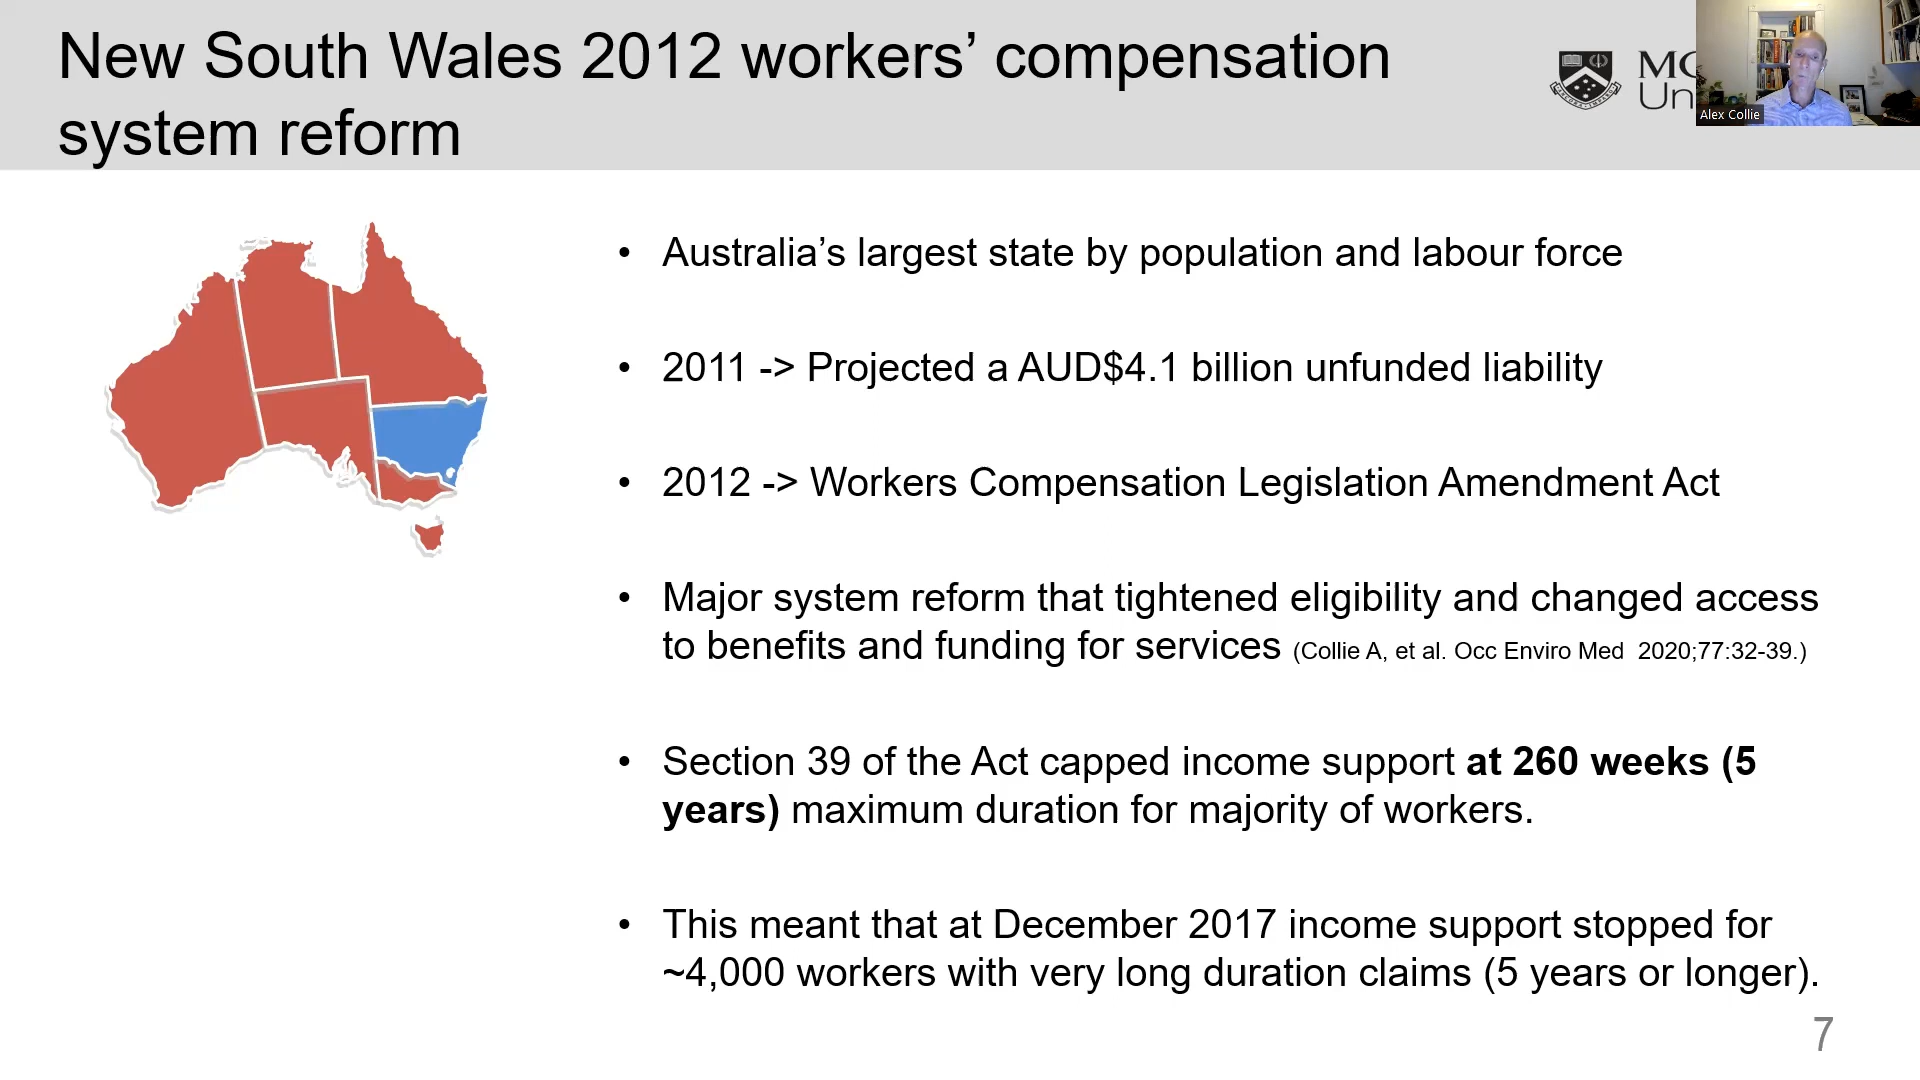 New South Wales 2012 workers’ compensation
system reform
MO
Un
Alex Collie
• Australia’s largest state by population and labour force
• 2011 -> Projected a AUD$4.1 billion unfunded liability
• 2012 -> Workers Compensation Legislation Amendment Act
• Major system reform that tightened eligibility and changed access
to benefits and funding for services (Collie A, et al. Occ Enviro Med 2020;77:32-39.)
• Section 39 of the Act capped income support at 260 weeks (5
years) maximum duration for majority of workers.
• This meant that at December 2017 income support stopped for
~4,000 workers with very long duration claims (5 years or longer).
7